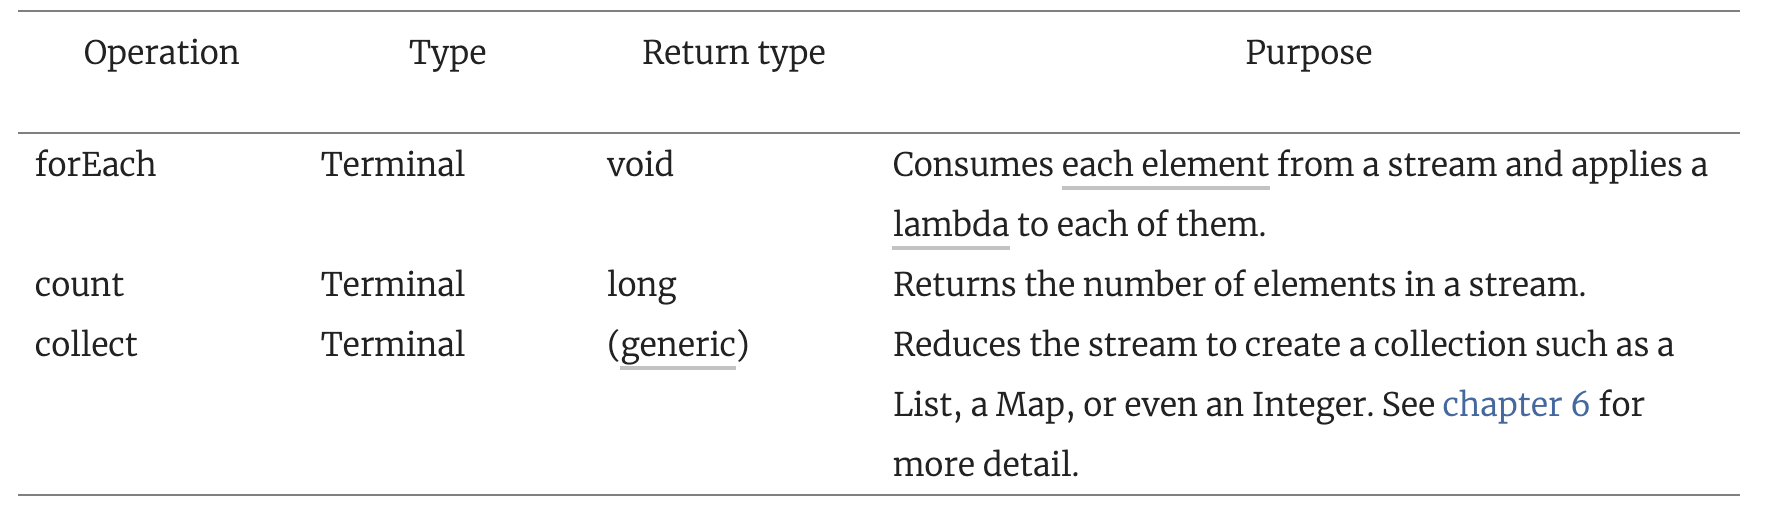 Operation Type Return type Purpose
forEach Terminal void Consumes each element from a stream and applies a
lambda to each of them.
count Terminal long Returns the number of elements in a stream.
collect Terminal (generic) Reduces the stream to create a collection such as a
List, a Map, or even an Integer. See chapter 6 for
more detail.